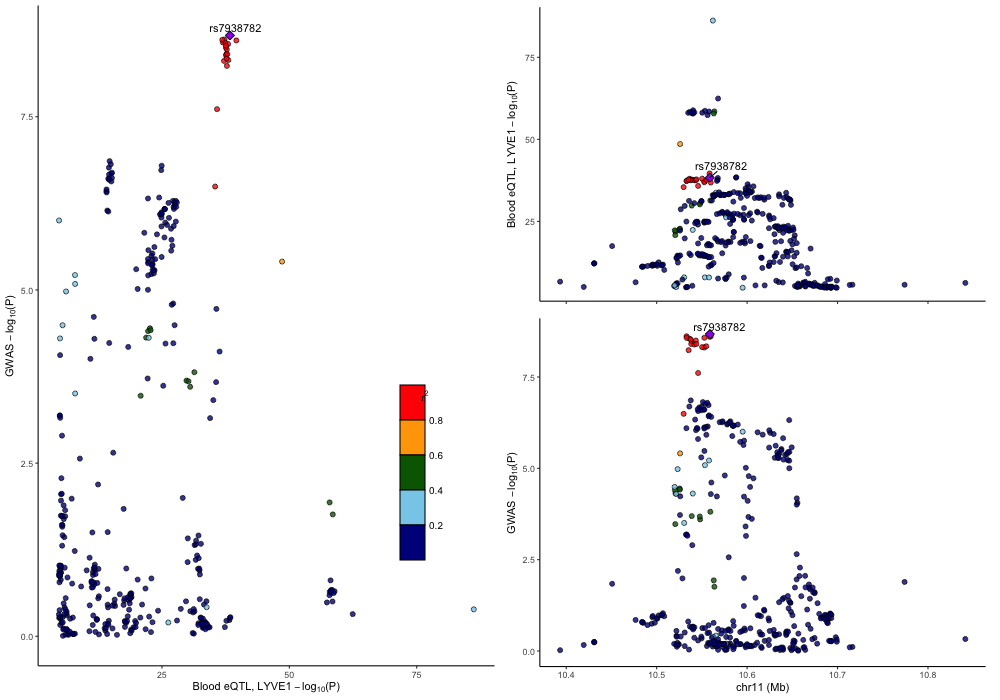 rs7938782
7.5
5.0
2.5
0.0
GWAS − log10(P)
25
50
75
Blood eQTL, LYVE1 − log10(P)
r2
0.8
0.6
0.4
0.2
75
50
25
Blood eQTL, LYVE1 − log10(P)
rs7938782
rs7938782
7.5
5.0
2.5
0.0
GWAS − log10(P)
10.4
10.5
10.6
10.7
10.8
chr11 (Mb)